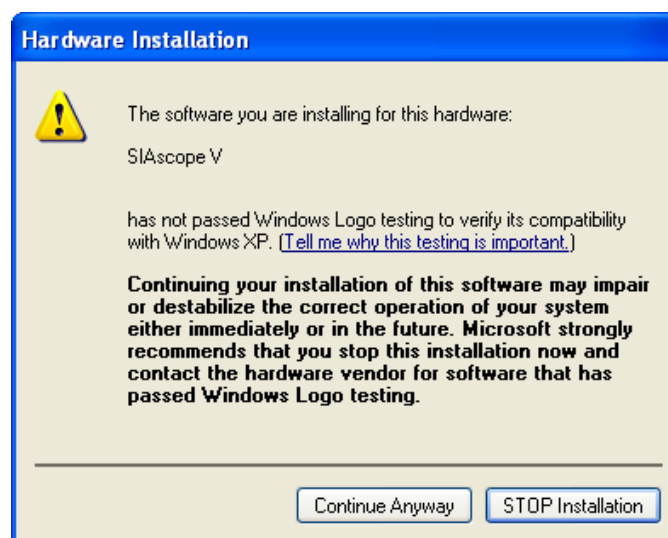 Hardware Installation
The software you are installing for this hardware:
SIAscope V
has not passed Windows Logo testing to verify its compatibility
with Windows XP. (Tell me why this testing is important.)
Continuing your installation of this software may impair
or destabilize the correct operation of your system
either immediately or in the future. Microsoft strongly
recommends that you stop this installation now and
contact the hardware vendor for software that has
passed Windows Logo testing.
Continue Anyway
STOP Installation